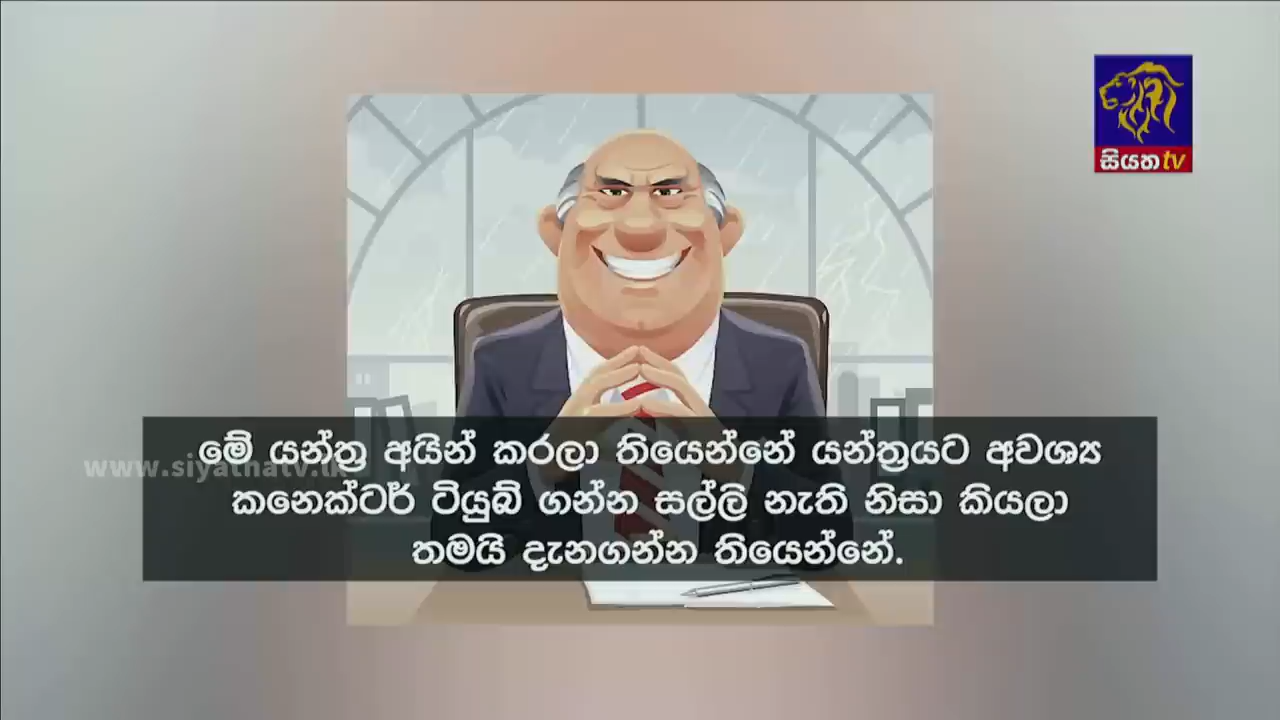 සියත tv
මේ යන්ත්‍ර අයින් කරලා තියෙන්නේ යන්ත්‍රයට අවශ්‍ය
www.siyathatv.lk
කනෙක්ටර් ටියුබ් ගන්න සල්ලි නැති නිසා කියලා
තමයි දැනගන්න තියෙන්නේ.